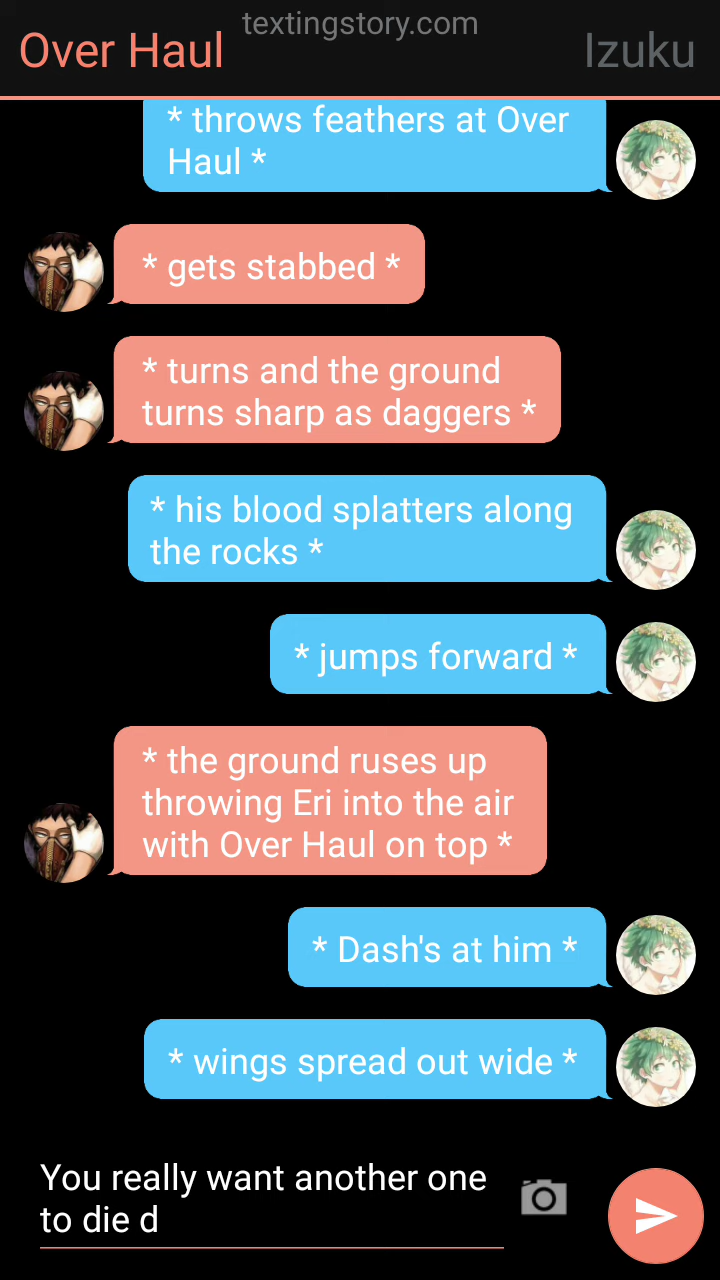 textingstory.com
Over Haul
Izuku
* throws feathers at Over
Haul *
* gets stabbed *
* turns and the ground
turns sharp as daggers *
* his blood splatters along
the rocks *
* jumps forward *
* the ground ruses up
throwing Eri into the air
with Over Haul on top *
* Dash's at him *
* wings spread out wide *
You really want another one
to die d